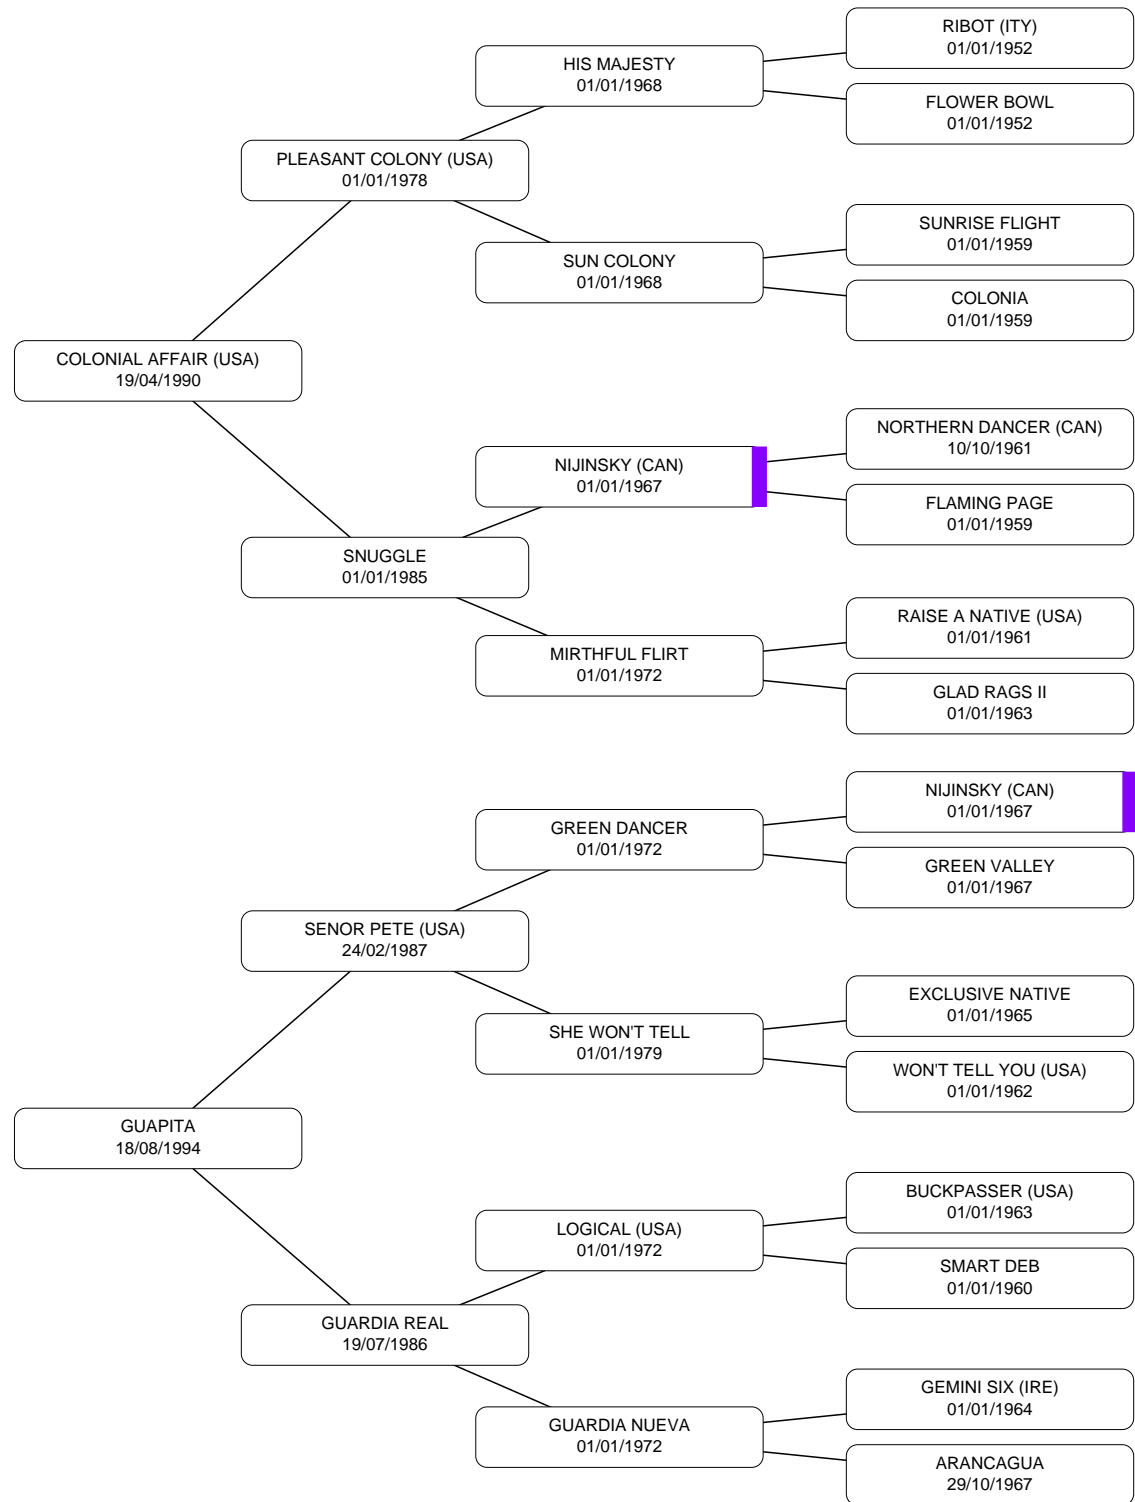 RIBOT (ITY)
01/01/1952
HIS MAJESTY
01/01/1968
FLOWER BOWL
01/01/1952
PLEASANT COLONY (USA)
01/01/1978
SUNRISE FLIGHT
01/01/1959
SUN COLONY
01/01/1968
COLONIA
01/01/1959
COLONIAL AFFAIR (USA)
19/04/1990
NORTHERN DANCER (CAN)
10/10/1961
NIJINSKY (CAN)
01/01/1967
FLAMING PAGE
01/01/1959
SNUGGLE
01/01/1985
RAISE A NATIVE (USA)
01/01/1961
MIRTHFUL FLIRT
01/01/1972
GLAD RAGS II
01/01/1963
NIJINSKY (CAN)
01/01/1967
GREEN DANCER
01/01/1972
GREEN VALLEY
01/01/1967
SENOR PETE (USA)
24/02/1987
EXCLUSIVE NATIVE
01/01/1965
SHE WON'T TELL
01/01/1979
WON'T TELL YOU (USA)
01/01/1962
GUAPITA
18/08/1994
BUCKPASSER (USA)
01/01/1963
LOGICAL (USA)
01/01/1972
SMART DEB
01/01/1960
GUARDIA REAL
19/07/1986
GEMINI SIX (IRE)
01/01/1964
GUARDIA NUEVA
01/01/1972
ARANCAGUA
29/10/1967